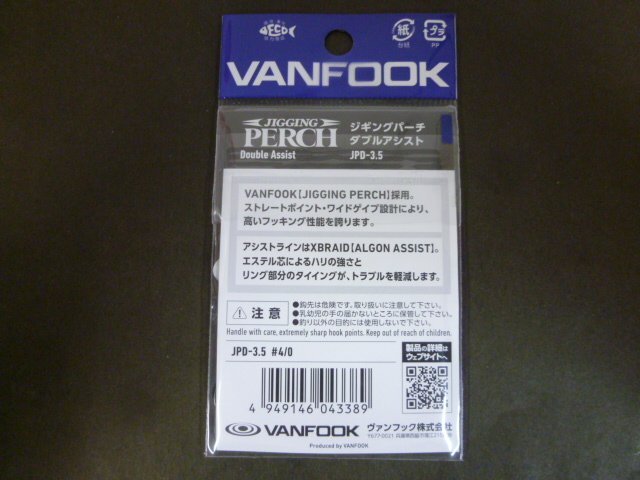 ECO
紙
台紙
プラ
PP
VANFOOK
JIGGING
PERCH
Double Assist
ジギングパーチ
ダブルアシスト
JPD-3.5
VANFOOK【JIGGING PERCH】採用。
ストレートポイント・ワイドゲイプ設計により、
高いフッキング性能を誇ります。
アシストラインはXBRAID【ALGON ASSIST】。
エステル芯によるハリの強さと
リング部分のタイイングが、トラブルを軽減します。
注意
●鈎先は危険です。取り扱いに注意して下さい。
●乳幼児の手の届かないところに保管して下さい。
●釣り以外の目的には使用しないで下さい。
Handle with care, extremely sharp hook points. Keep out of reach of children.
JPD-3.5 #4/0
製品の詳細は
ウェブサイトへ
4 949146 043389
VANFOOK
ヴァンフック株式会社
Produced by VANFOOK